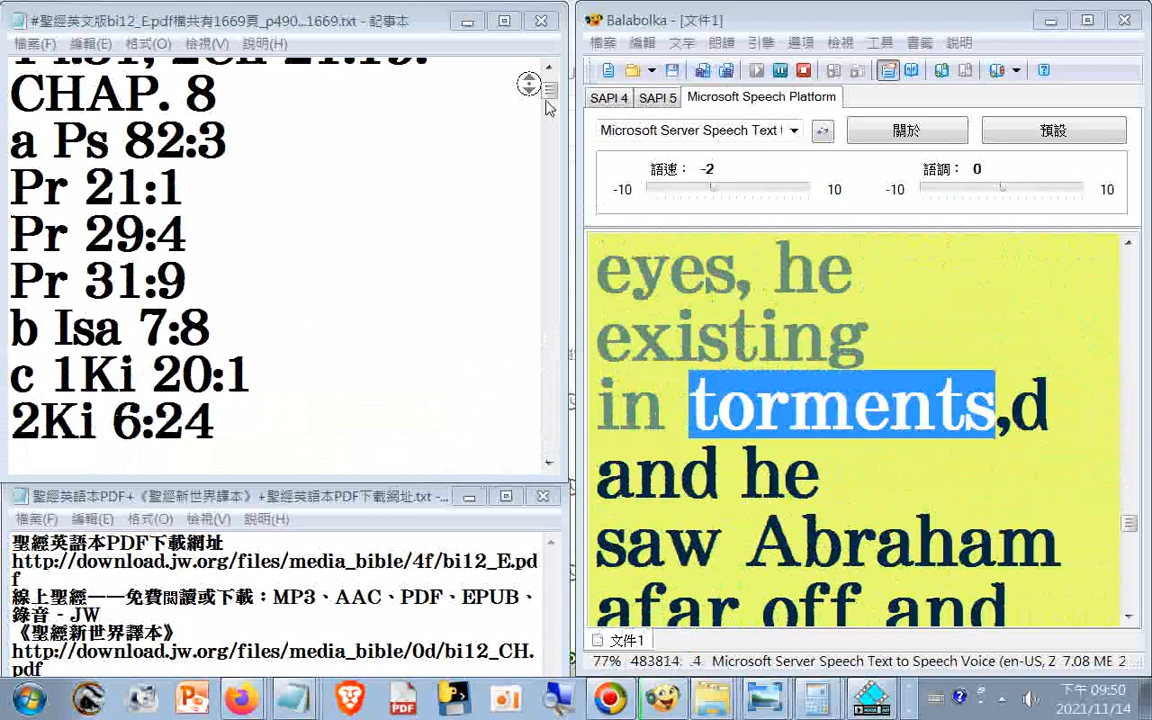 #聖經英文版bi12_E.pdf檔共有1669頁_p490...1669.txt - 記事本
檔案(F) 編輯(E) 格式(O) 檢視(V) 說明(H)
CHAP. 8
a Ps 82:3
Pr 21:1
Pr 29:4
Pr 31:9
b Isa 7:8
c 1Ki 20:1
2Ki 6:24
聖經英語本PDF+《聖經新世界譯本》+聖經英語本PDF下載網址.txt -...
檔案(F) 編輯(E) 格式(O) 檢視(V) 說明(H)
聖經英語本PDF下載網址
http://download.jw.org/files/media_bible/4f/bi12_E.pd
f
線上聖經——免費閱讀或下載：MP3、AAC、PDF、EPUB、
錄音 - JW
《聖經新世界譯本》
http://download.jw.org/files/media_bible/0d/bi12_CH.
pdf
Balabolka - [文件1]
檔案 編輯 文字 朗讀 引擎 選項 檢視 工具 書籤 說明
SAPI 4 SAPI 5 Microsoft Speech Platform
Microsoft Server Speech Text 關於 預設
語速： -2 語調： 0
-10 10 -10 10
eyes, he
existing
in torments,d
and he
saw Abraham
afar off and
文件1
77% 483814 .4 Microsoft Server Speech Text to Speech Voice (en-US, Z 7.08 ME 2
下午 09:50
2021/11/14